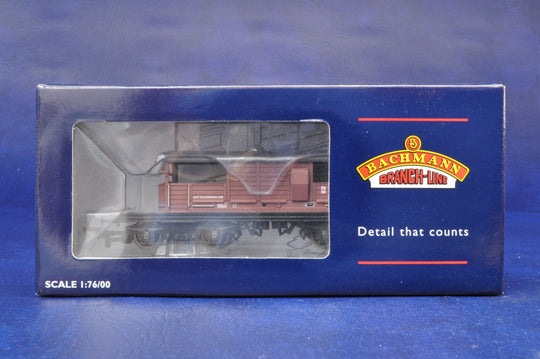 B
BACHMANN
BRANCH-LINE
Detail that counts
SCALE 1:76/00